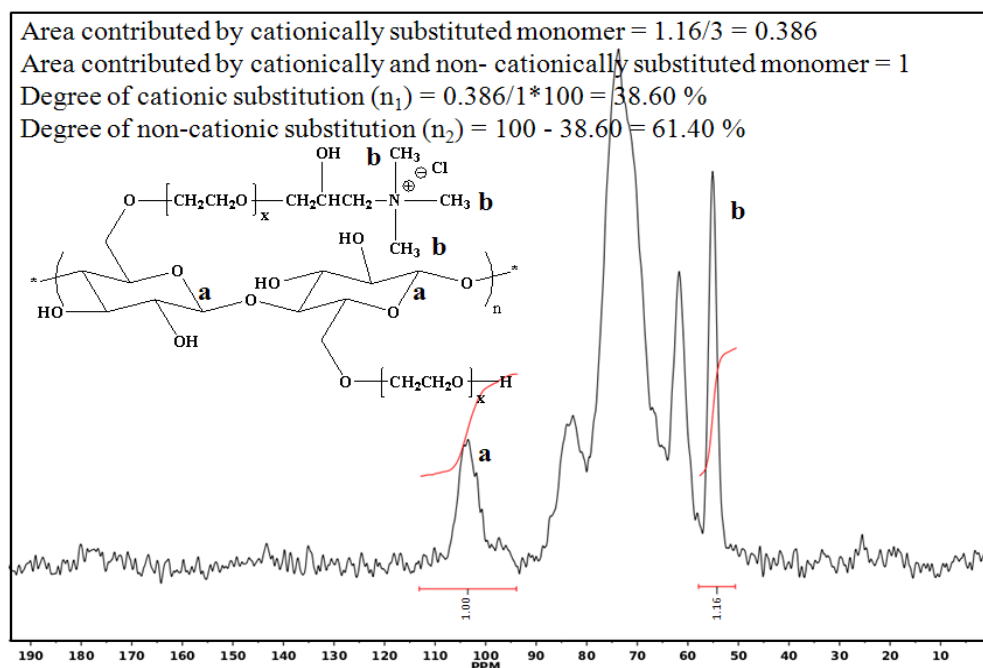 Area contributed by cationically substituted monomer = 1.16/3 = 0.386
Area contributed by cationically and non- cationically substituted monomer = 1
Degree of cationic substitution (n₁) = 0.386/1*100 = 38.60 %
Degree of non-cationic substitution (n₂) = 100 - 38.60 = 61.40 %
OH b CH₃ ⊖ Cl
O [CH₂CH₂O]x CH₂CHCH₂ N ⊕ CH₃ b
CH₃ b
HO
* O a HO a O *
HO O O n
OH
O [CH₂CH₂O]x H
b
a
1.00
1.16
190 180 170 160 150 140 130 120 110 100 90 80 70 60 50 40 30 20 10 0
PPM